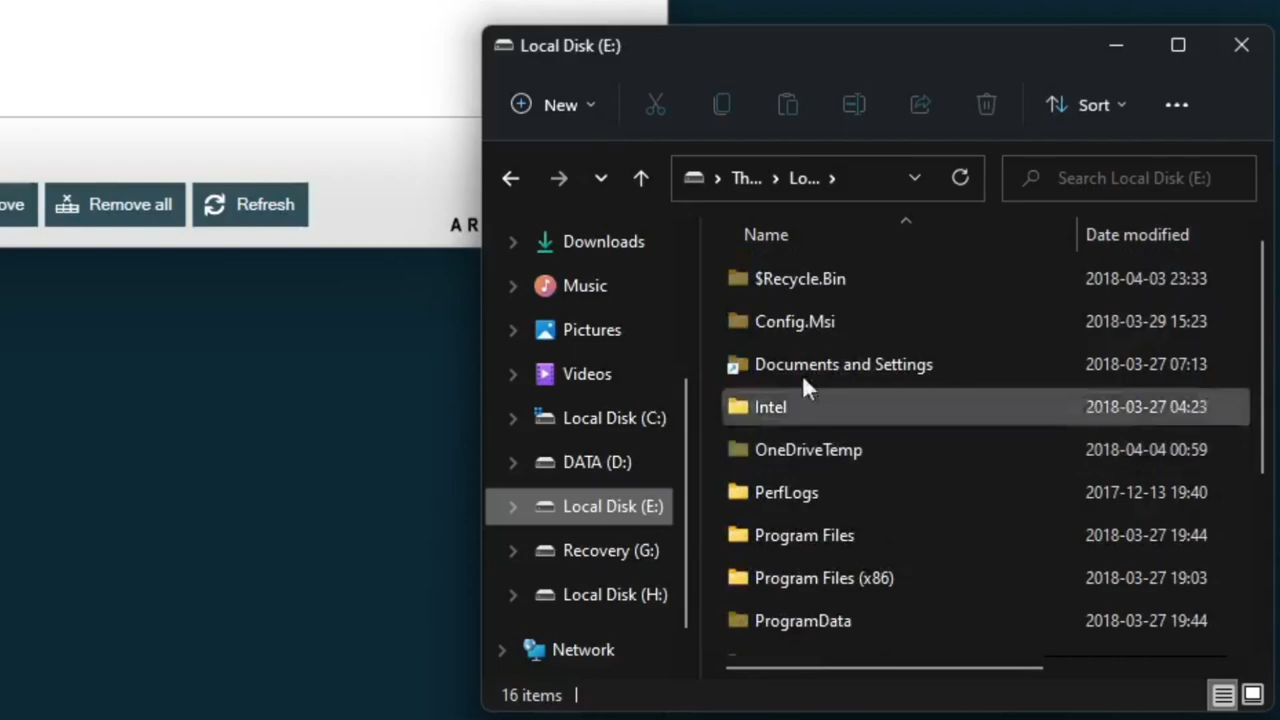 Local Disk (E:)
New
Sort
Th... > Lo... >
Search Local Disk (E:)
ove
Remove all
Refresh
AR
Name
Date modified
Downloads
Music
Pictures
Videos
Local Disk (C:)
DATA (D:)
Local Disk (E:)
Recovery (G:)
Local Disk (H:)
Network
$Recycle.Bin 2018-04-03 23:33
Config.Msi 2018-03-29 15:23
Documents and Settings 2018-03-27 07:13
Intel 2018-03-27 04:23
OneDriveTemp 2018-04-04 00:59
PerfLogs 2017-12-13 19:40
Program Files 2018-03-27 19:44
Program Files (x86) 2018-03-27 19:03
ProgramData 2018-03-27 19:44
16 items